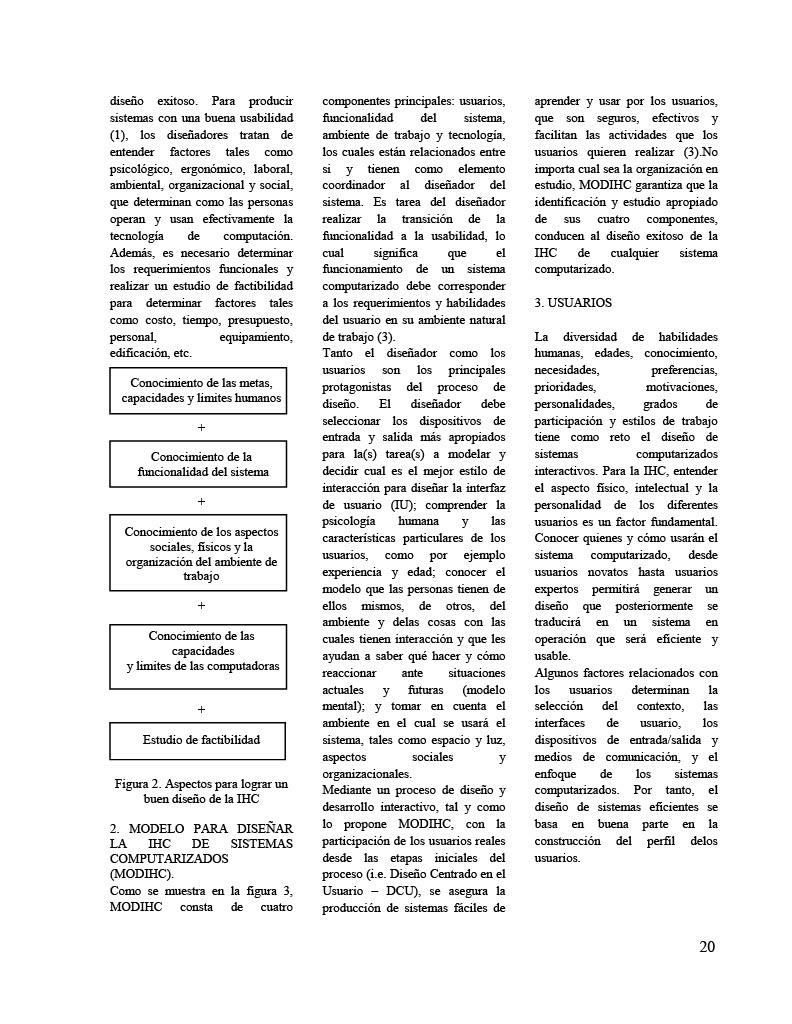 diseño exitoso. Para producir
sistemas con una buena usabilidad
(1), los diseñadores tratan de
entender factores tales como
psicológico, ergonómico, laboral,
ambiental, organizacional y social,
que determinan como las personas
operan y usan efectivamente la
tecnología de computación.
Además, es necesario determinar
los requerimientos funcionales y
realizar un estudio de factibilidad
para determinar factores tales
como costo, tiempo, presupuesto,
personal, equipamiento,
edificación, etc.
Conocimiento de las metas,
capacidades y limites humanos
+
Conocimiento de la
funcionalidad del sistema
+
Conocimiento de los aspectos
sociales, físicos y la
organización del ambiente de
trabajo
+
Conocimiento de las
capacidades
y limites de las computadoras
+
Estudio de factibilidad
Figura 2. Aspectos para lograr un
buen diseño de la IHC
2. MODELO PARA DISEÑAR
LA IHC DE SISTEMAS
COMPUTARIZADOS
(MODIHC).
Como se muestra en la figura 3,
MODIHC consta de cuatro
componentes principales: usuarios,
funcionalidad del sistema,
ambiente de trabajo y tecnología,
los cuales están relacionados entre
si y tienen como elemento
coordinador al diseñador del
sistema. Es tarea del diseñador
realizar la transición de la
funcionalidad a la usabilidad, lo
cual significa que el
funcionamiento de un sistema
computarizado debe corresponder
a los requerimientos y habilidades
del usuario en su ambiente natural
de trabajo (3).
Tanto el diseñador como los
usuarios son los principales
protagonistas del proceso de
diseño. El diseñador debe
seleccionar los dispositivos de
entrada y salida más apropiados
para la(s) tarea(s) a modelar y
decidir cual es el mejor estilo de
interacción para diseñar la interfaz
de usuario (IU); comprender la
psicología humana y las
características particulares de los
usuarios, como por ejemplo
experiencia y edad; conocer el
modelo que las personas tienen de
ellos mismos, de otros, del
ambiente y delas cosas con las
cuales tienen interacción y que les
ayudan a saber qué hacer y cómo
reaccionar ante situaciones
actuales y futuras (modelo
mental); y tomar en cuenta el
ambiente en el cual se usará el
sistema, tales como espacio y luz,
aspectos sociales y
organizacionales.
Mediante un proceso de diseño y
desarrollo interactivo, tal y como
lo propone MODIHC, con la
participación de los usuarios reales
desde las etapas iniciales del
proceso (i.e. Diseño Centrado en el
Usuario – DCU), se asegura la
producción de sistemas fáciles de
aprender y usar por los usuarios,
que son seguros, efectivos y
facilitan las actividades que los
usuarios quieren realizar (3).No
importa cual sea la organización en
estudio, MODIHC garantiza que la
identificación y estudio apropiado
de sus cuatro componentes,
conducen al diseño exitoso de la
IHC de cualquier sistema
computarizado.
3. USUARIOS
La diversidad de habilidades
humanas, edades, conocimiento,
necesidades, preferencias,
prioridades, motivaciones,
personalidades, grados de
participación y estilos de trabajo
tiene como reto el diseño de
sistemas computarizados
interactivos. Para la IHC, entender
el aspecto físico, intelectual y la
personalidad de los diferentes
usuarios es un factor fundamental.
Conocer quienes y cómo usarán el
sistema computarizado, desde
usuarios novatos hasta usuarios
expertos permitirá generar un
diseño que posteriormente se
traducirá en un sistema en
operación que será eficiente y
usable.
Algunos factores relacionados con
los usuarios determinan la
selección del contexto, las
interfaces de usuario, los
dispositivos de entrada/salida y
medios de comunicación, y el
enfoque de los sistemas
computarizados. Por tanto, el
diseño de sistemas eficientes se
basa en buena parte en la
construcción del perfil delos
usuarios.
20